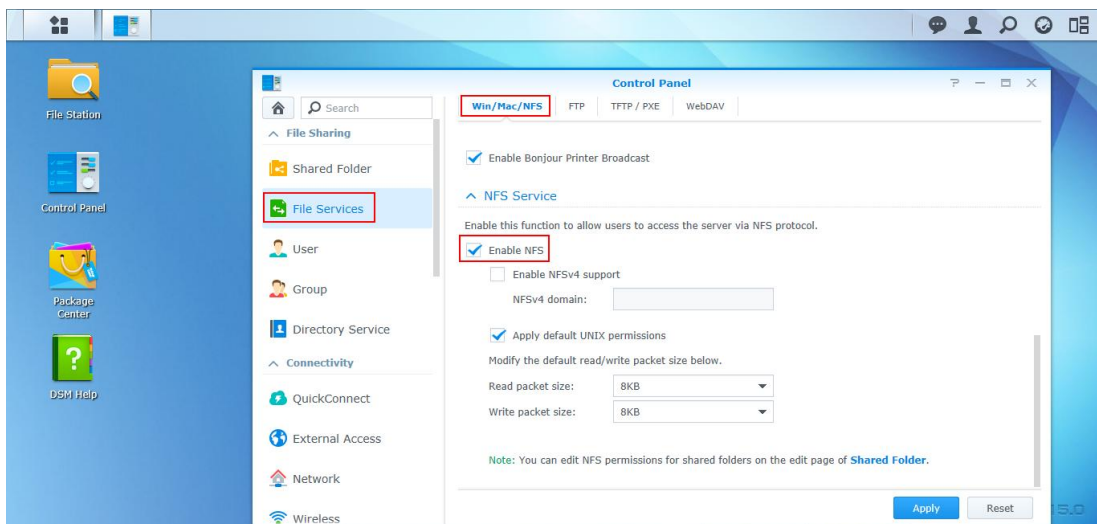 Control Panel
File Station
Control Panel
Package
Center
DSM Help
Search
File Sharing
Shared Folder
File Services
User
Group
Directory Service
Connectivity
QuickConnect
External Access
Network
Wireless
Win/Mac/NFS FTP TFTP / PXE WebDAV
Enable Bonjour Printer Broadcast
NFS Service
Enable this function to allow users to access the server via NFS protocol.
Enable NFS
Enable NFSv4 support
NFSv4 domain:
Apply default UNIX permissions
Modify the default read/write packet size below.
Read packet size: 8KB
Write packet size: 8KB
Note: You can edit NFS permissions for shared folders on the edit page of Shared Folder.
Apply Reset
5.0